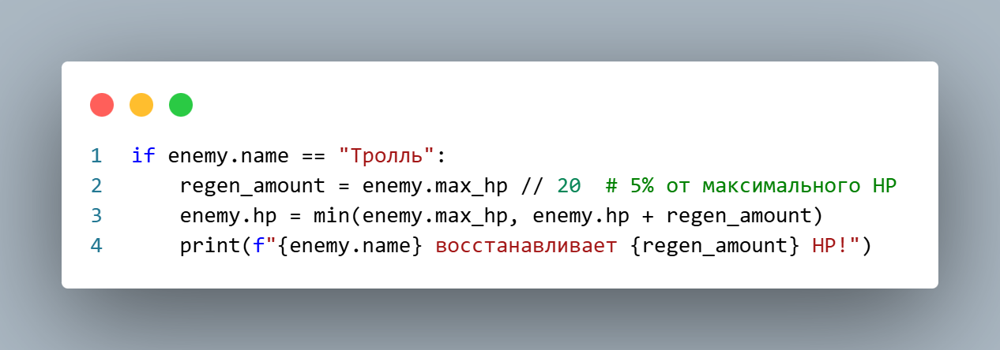 1 if enemy.name == "Тролль":
2     regen_amount = enemy.max_hp // 20  # 5% от максимального HP
3     enemy.hp = min(enemy.max_hp, enemy.hp + regen_amount)
4     print(f"{enemy.name} восстанавливает {regen_amount} HP!")